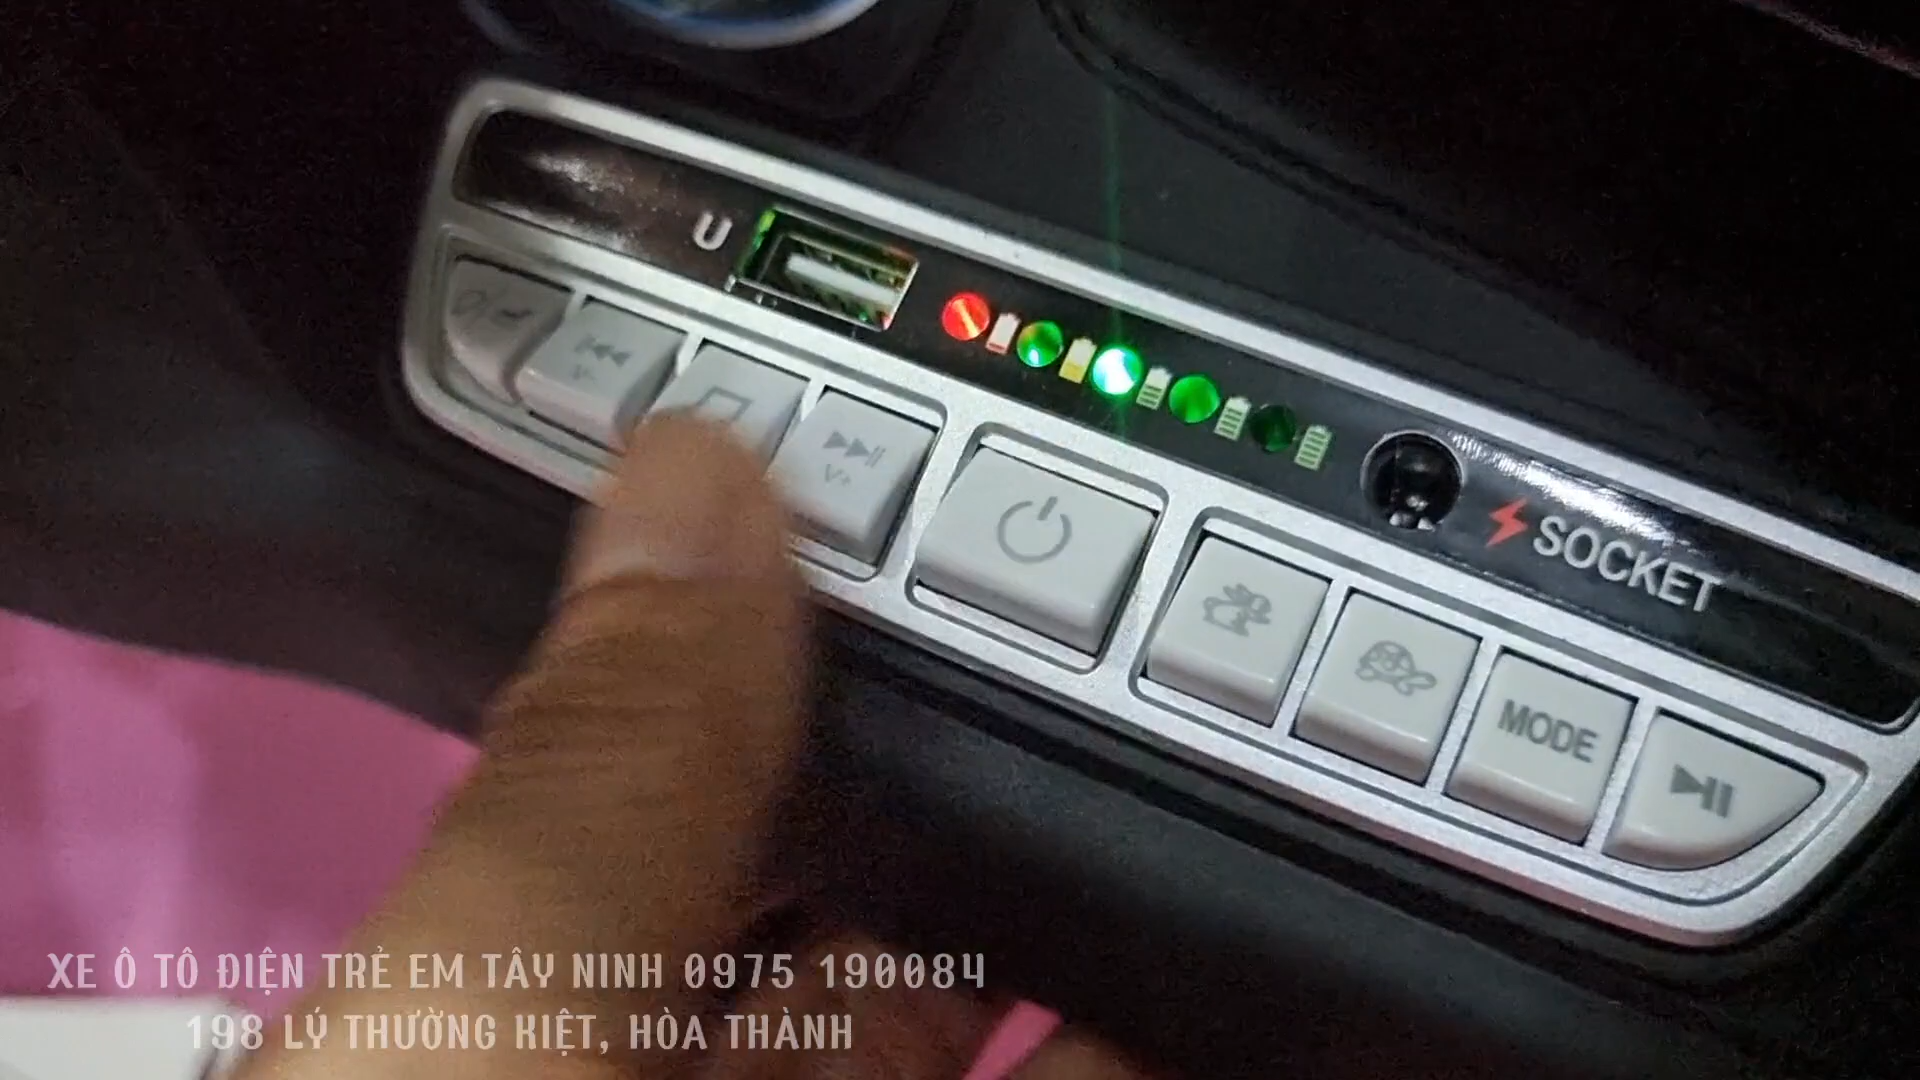 U
SOCKET
V-
V+
MODE
XE Ô TÔ ĐIỆN TRẺ EM TÂY NINH 0975 190084
198 LÝ THƯỜNG KIỆT, HÒA THÀNH